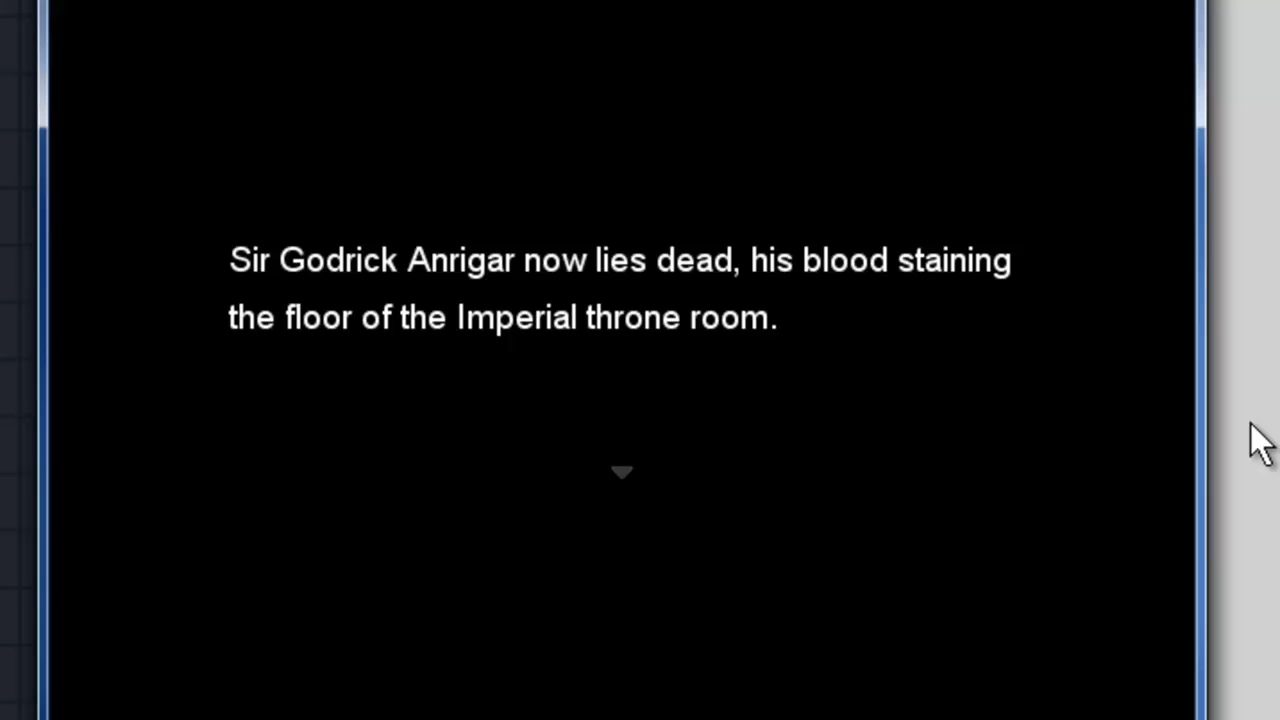 Sir Godrick Anrigar now lies dead, his blood staining
the floor of the Imperial throne room.